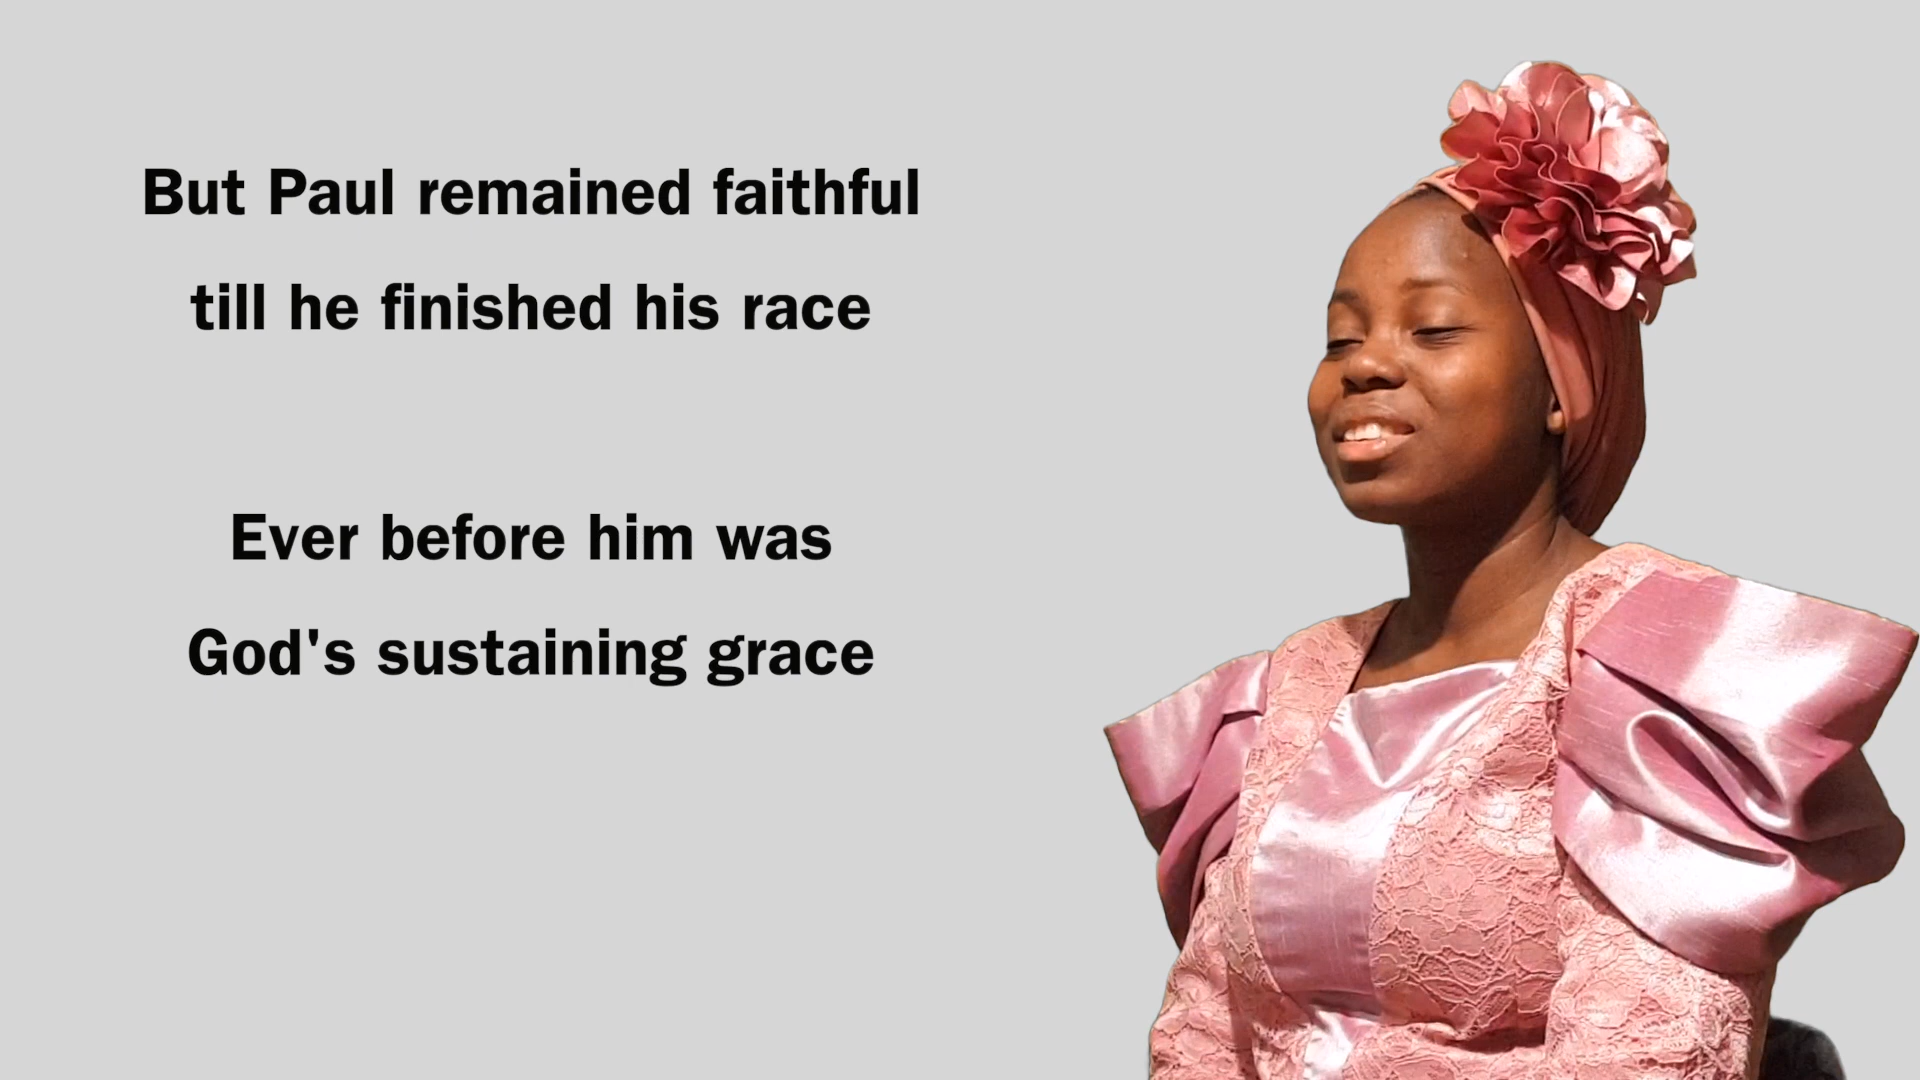 But Paul remained faithful
till he finished his race
Ever before him was
God's sustaining grace